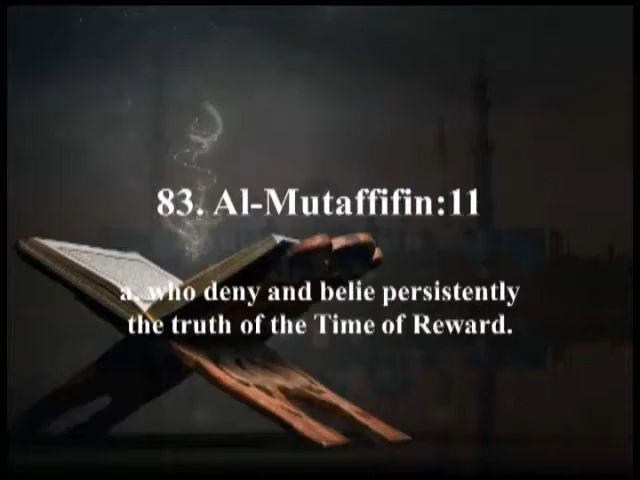 83. Al-Mutaffifin:11
a. who deny and belie persistently
the truth of the Time of Reward.